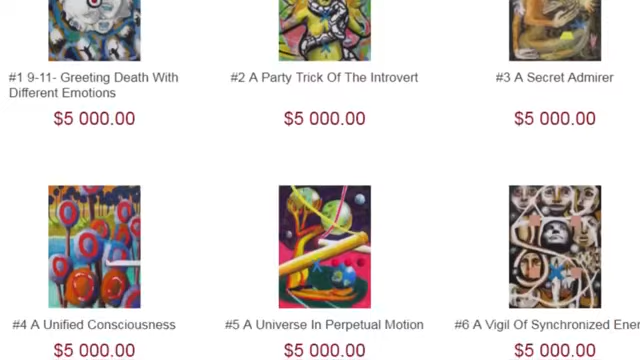 #1 9-11- Greeting Death With
Different Emotions
#2 A Party Trick Of The Introvert
#3 A Secret Admirer
$5 000.00
$5 000.00
$5 000.00
#4 A Unified Consciousness
#5 A Universe In Perpetual Motion
#6 A Vigil Of Synchronized Ener
$5 000.00
$5 000.00
$5 000.00